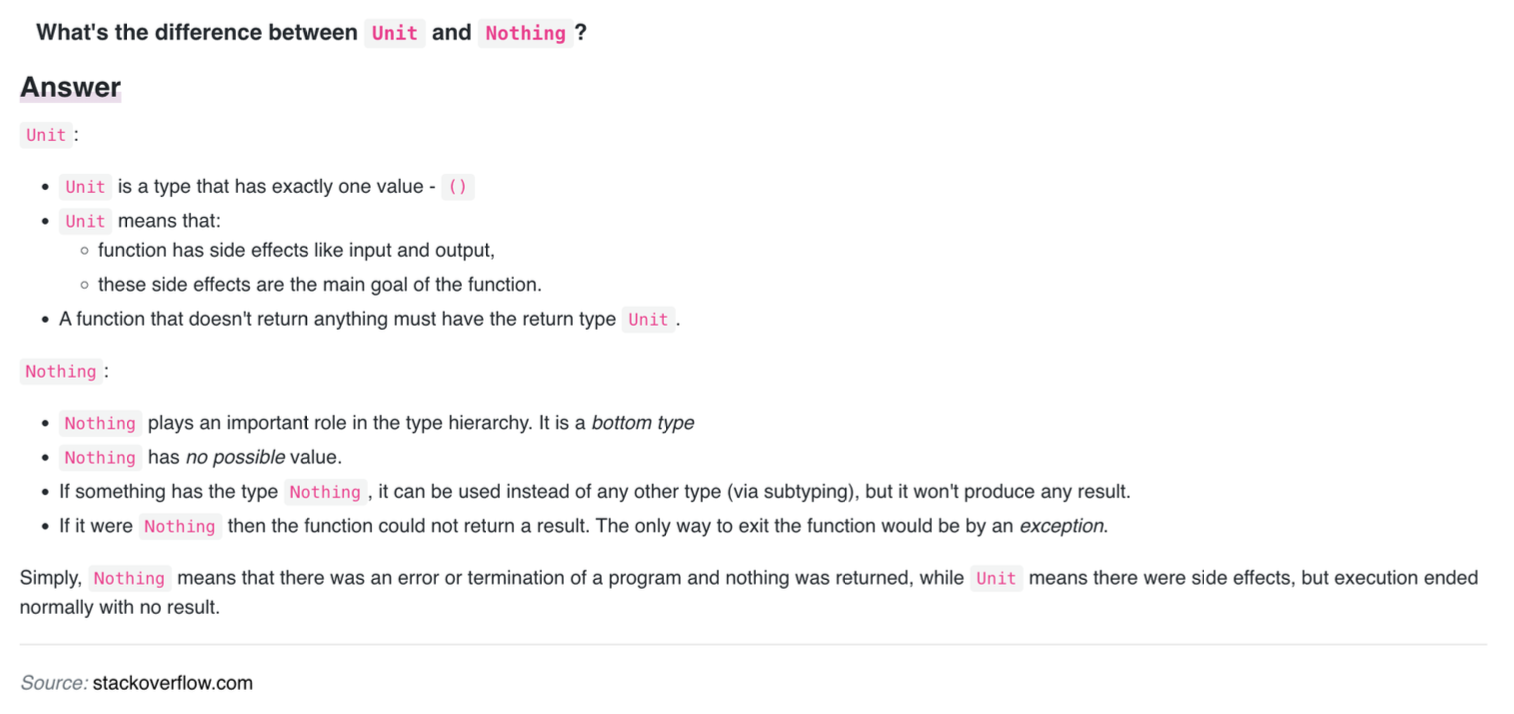 What's the difference between Unit and Nothing ?
Answer
Unit :
• Unit is a type that has exactly one value - ()
• Unit means that:
◦ function has side effects like input and output,
◦ these side effects are the main goal of the function.
• A function that doesn't return anything must have the return type Unit .
Nothing :
• Nothing plays an important role in the type hierarchy. It is a bottom type
• Nothing has no possible value.
• If something has the type Nothing , it can be used instead of any other type (via subtyping), but it won't produce any result.
• If it were Nothing then the function could not return a result. The only way to exit the function would be by an exception.
Simply, Nothing means that there was an error or termination of a program and nothing was returned, while Unit means there were side effects, but execution ended
normally with no result.
Source: stackoverflow.com